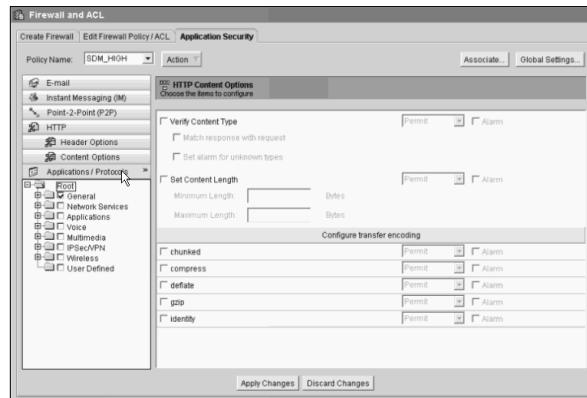 Firewall and ACL
Create Firewall Edit Firewall Policy / ACL Application Security
Policy Name: SDM_HIGH Action Associate... Global Settings...
E-mail
Instant Messaging (IM)
Point-2-Point (P2P)
HTTP
Header Options
Content Options
Applications / Protocols »
Root
General
Network Services
Applications
Voice
Multimedia
IPSec/VPN
Wireless
User Defined
HTTP Content Options
Choose the items to configure
Verify Content Type Permit Alarm
Match response with request
Set alarm for unknown types
Set Content Length Permit Alarm
Minimum Length: Bytes
Maximum Length: Bytes
Configure transfer encoding
chunked Permit Alarm
compress Permit Alarm
deflate Permit Alarm
gzip Permit Alarm
identity Permit Alarm
Apply Changes Discard Changes